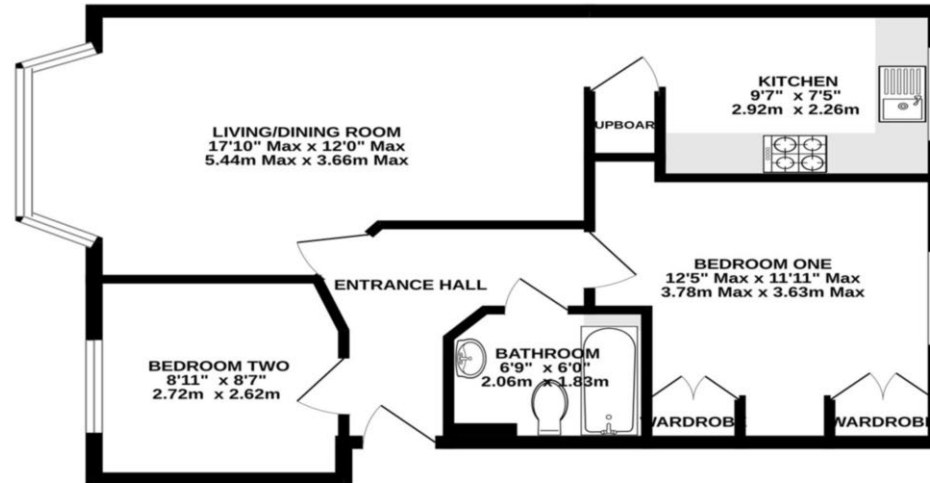 KITCHEN
9'7" x 7'5"
2.92m x 2.26m
LIVING/DINING ROOM
17'10" Max x 12'0" Max
5.44m Max x 3.66m Max
UPBOAR
BEDROOM ONE
12'5" Max x 11'11" Max
3.78m Max x 3.63m Max
ENTRANCE HALL
BATHROOM
6'9" x 6'0"
2.06m x 1.83m
BEDROOM TWO
8'11" x 8'7"
2.72m x 2.62m
WARDROBE
WARDROBE